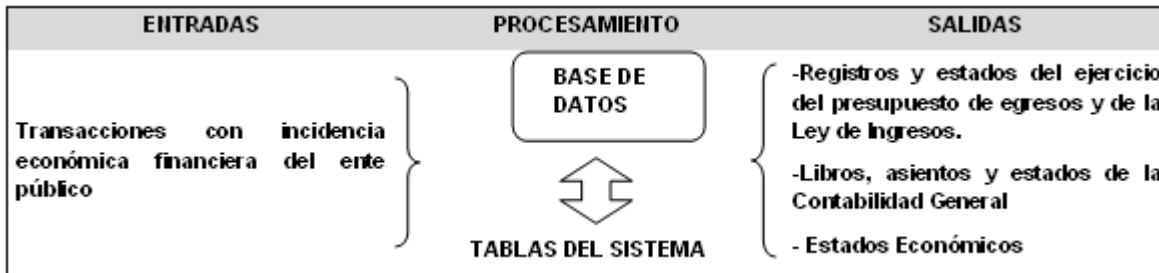 ENTRADAS
PROCESAMIENTO
SALIDAS
Transacciones con incidencia
económica financiera del ente
público
BASE DE
DATOS
TABLAS DEL SISTEMA
-Registros y estados del ejercicio
del presupuesto de egresos y de la
Ley de Ingresos.
-Libros, asientos y estados de la
Contabilidad General
- Estados Económicos